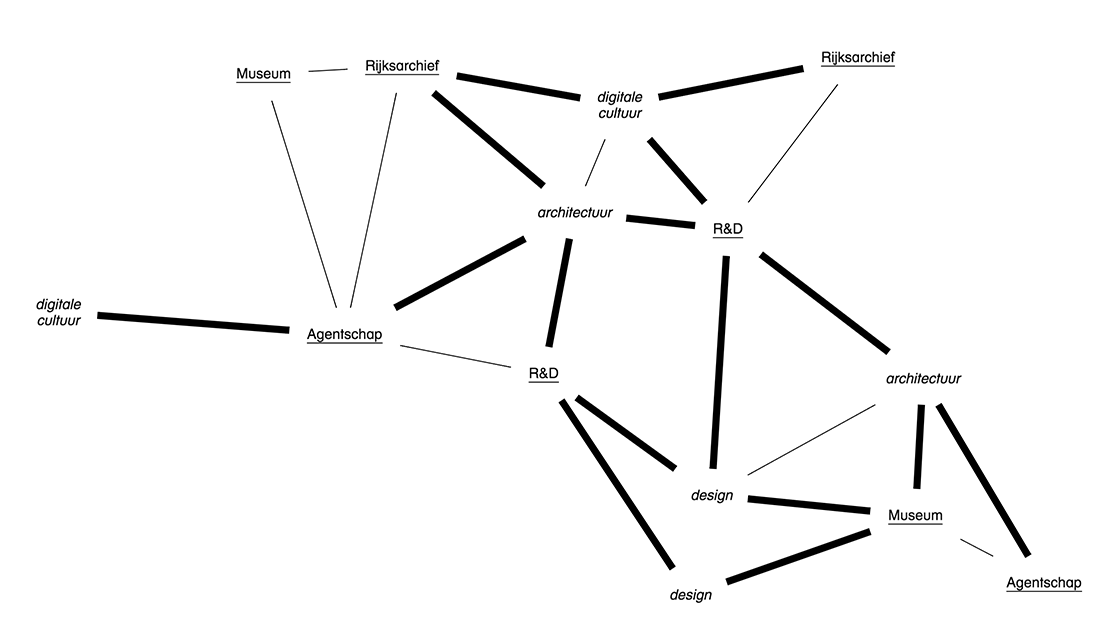 Museum
Rijksarchief
Rijksarchief
digitale
cultuur
architectuur
R&D
digitale
cultuur
Agentschap
R&D
architectuur
design
Museum
Agentschap
design